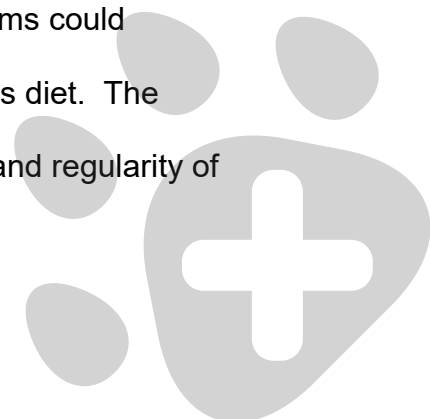 ms could
s diet.  The
and regularity of